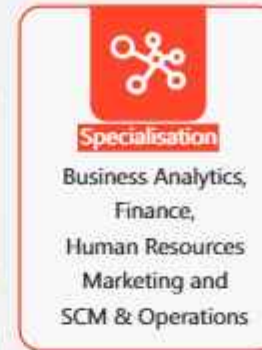 Specialisation
Business Analytics,
Finance,
Human Resources
Marketing and
SCM & Operations